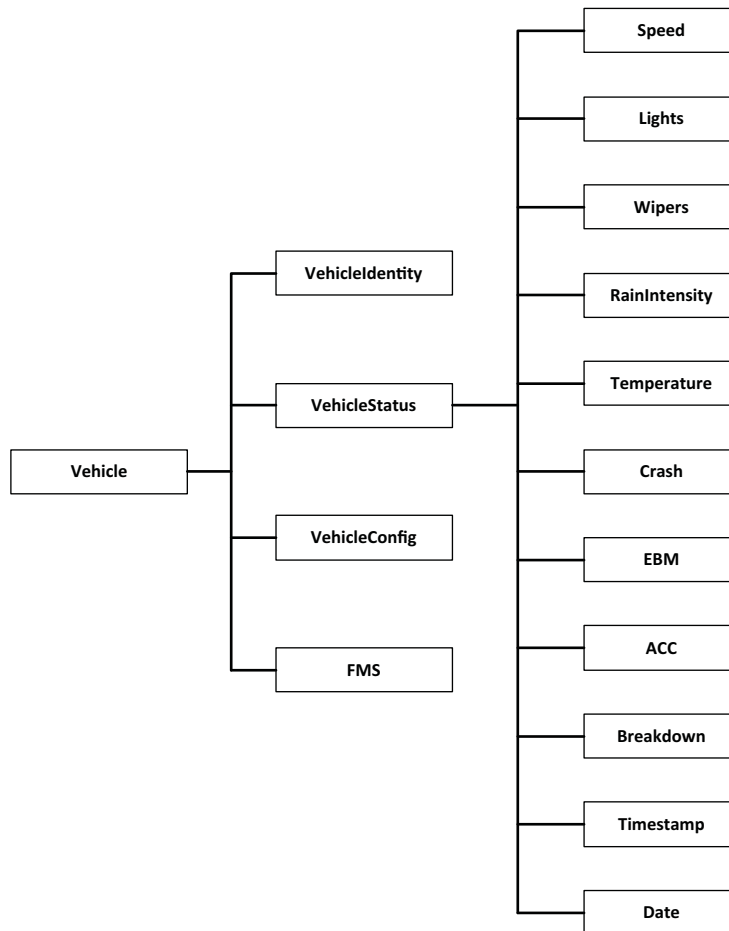 Vehicle
VehicleIdentity
VehicleStatus
VehicleConfig
FMS
Speed
Lights
Wipers
RainIntensity
Temperature
Crash
EBM
ACC
Breakdown
Timestamp
Date